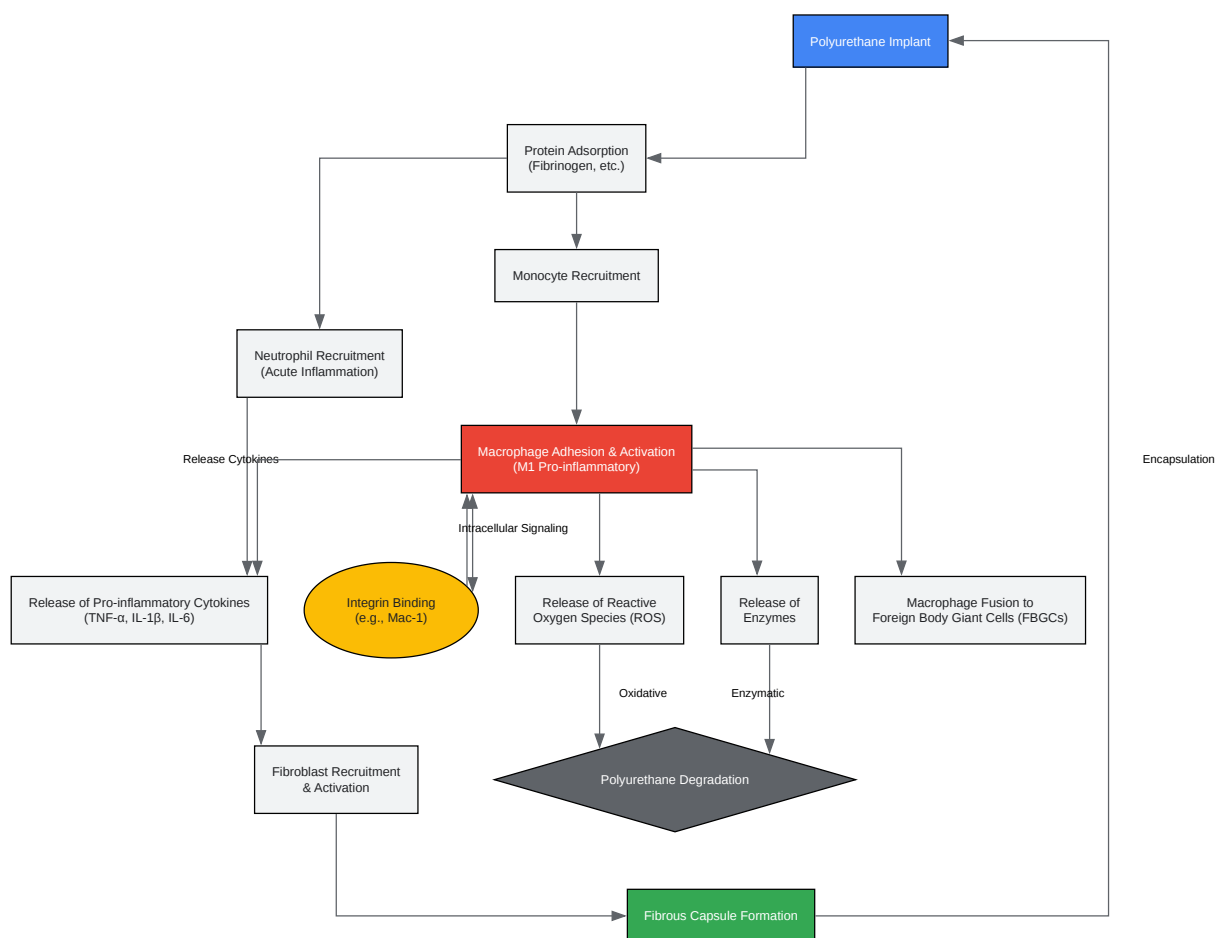 Polyurethane Implant
Protein Adsorption
(Fibrinogen, etc.)
Monocyte Recruitment
Neutrophil Recruitment
(Acute Inflammation)
Release Cytokines
Macrophage Adhesion & Activation
(M1 Pro-inflammatory)
Encapsulation
Intracellular Signaling
Release of Pro-inflammatory Cytokines
(TNF-α, IL-1β, IL-6)
Integrin Binding
(e.g., Mac-1)
Release of Reactive
Oxygen Species (ROS)
Release of
Enzymes
Macrophage Fusion to
Foreign Body Giant Cells (FBGCs)
Oxidative
Enzymatic
Fibroblast Recruitment
& Activation
Polyurethane Degradation
Fibrous Capsule Formation